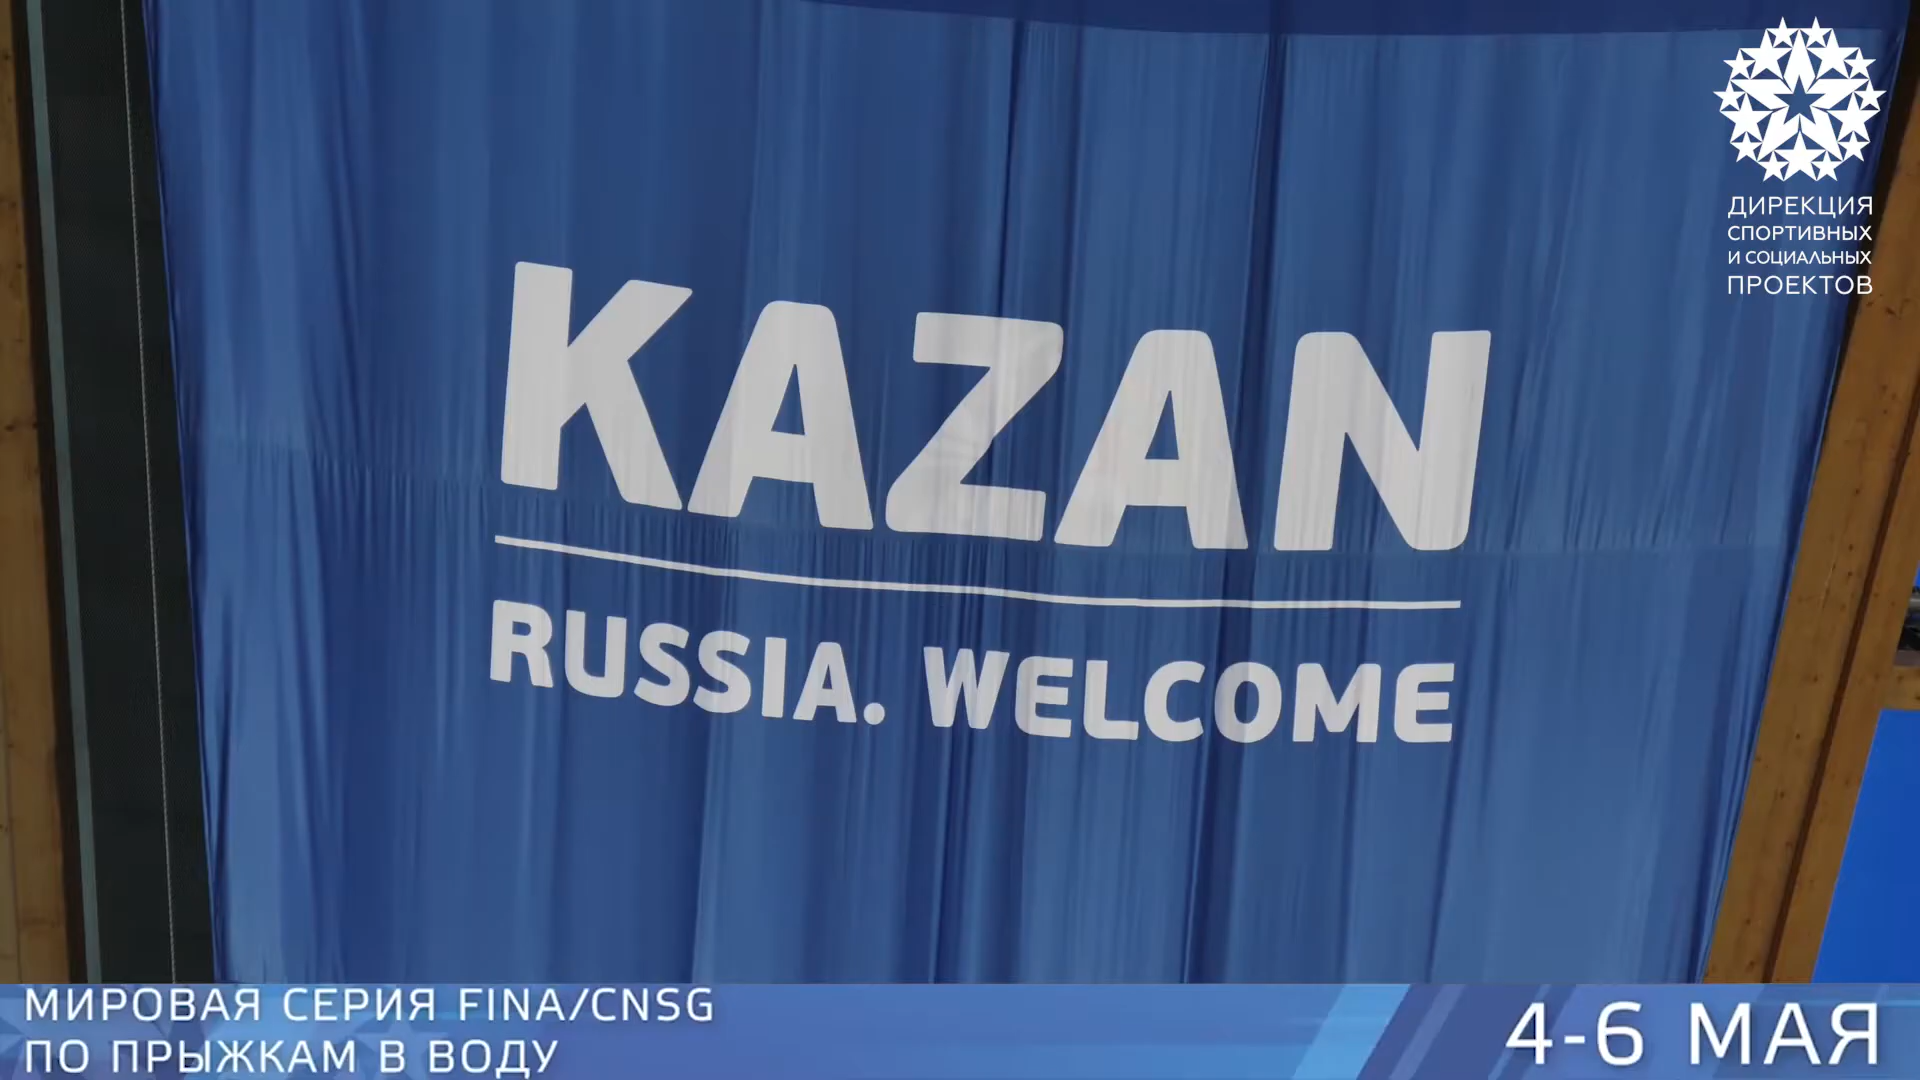 ДИРЕКЦИЯ
СПОРТИВНЫХ
И СОЦИАЛЬНЫХ
ПРОЕКТОВ
KAZAN
RUSSIA. WELCOME
МИРОВАЯ СЕРИЯ FINA/CNSG
ПО ПРЫЖКАМ В ВОДУ
4-6 МАЯ